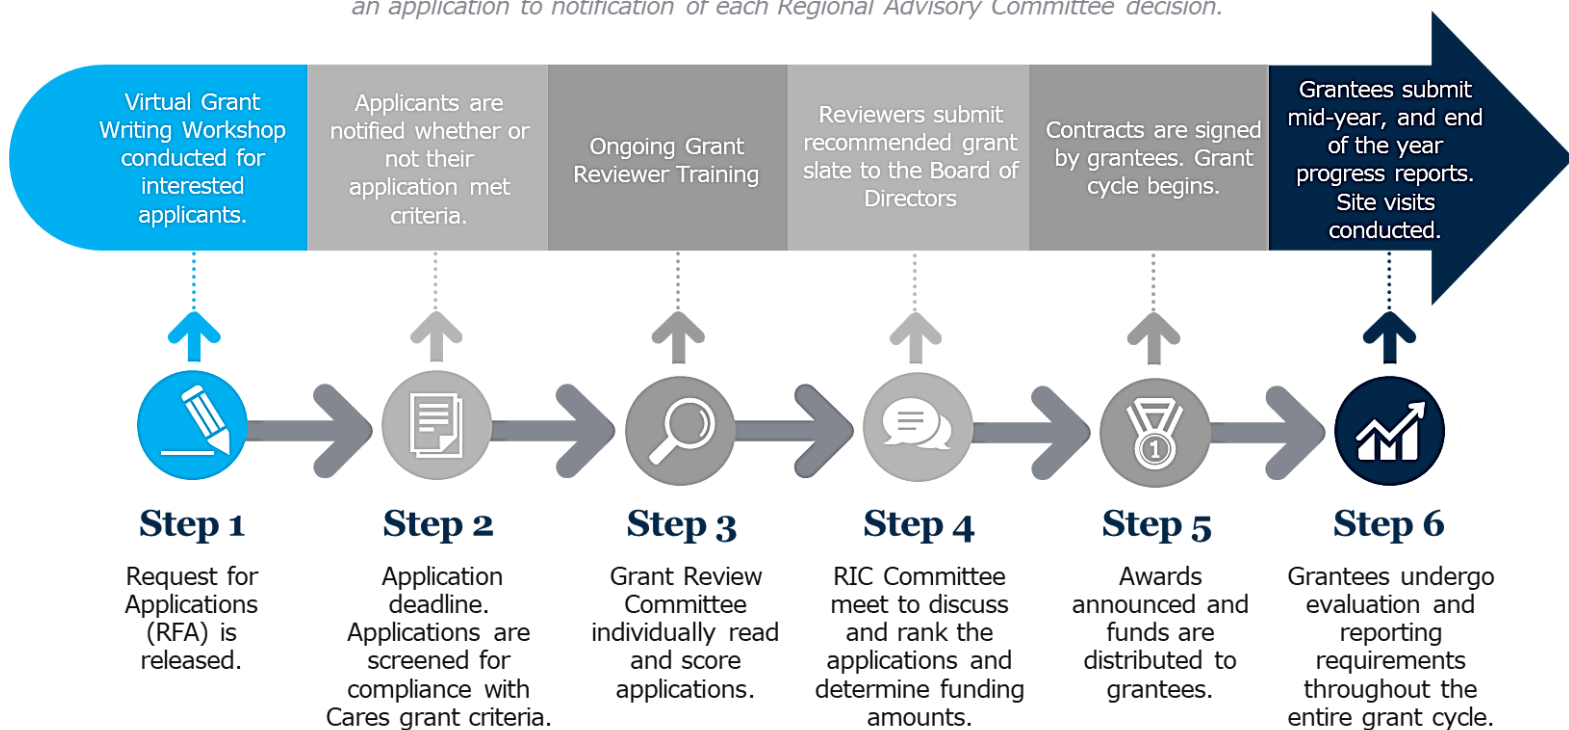 an application to notification of each Regional Advisory Committee decision.
Virtual Grant
Writing Workshop
conducted for
interested
applicants.
Applicants are
notified whether or
not their
application met
criteria.
Ongoing Grant
Reviewer Training
Reviewers submit
recommended grant
slate to the Board of
Directors
Contracts are signed
by grantees. Grant
cycle begins.
Grantees submit
mid-year, and end
of the year
progress reports.
Site visits
conducted.
1
Step 1
Request for
Applications
(RFA) is
released.
Step 2
Application
deadline.
Applications are
screened for
compliance with
Cares grant criteria.
Step 3
Grant Review
Committee
individually read
and score
applications.
Step 4
RIC Committee
meet to discuss
and rank the
applications and
determine funding
amounts.
Step 5
Awards
announced and
funds are
distributed to
grantees.
Step 6
Grantees undergo
evaluation and
reporting
requirements
throughout the
entire grant cycle.